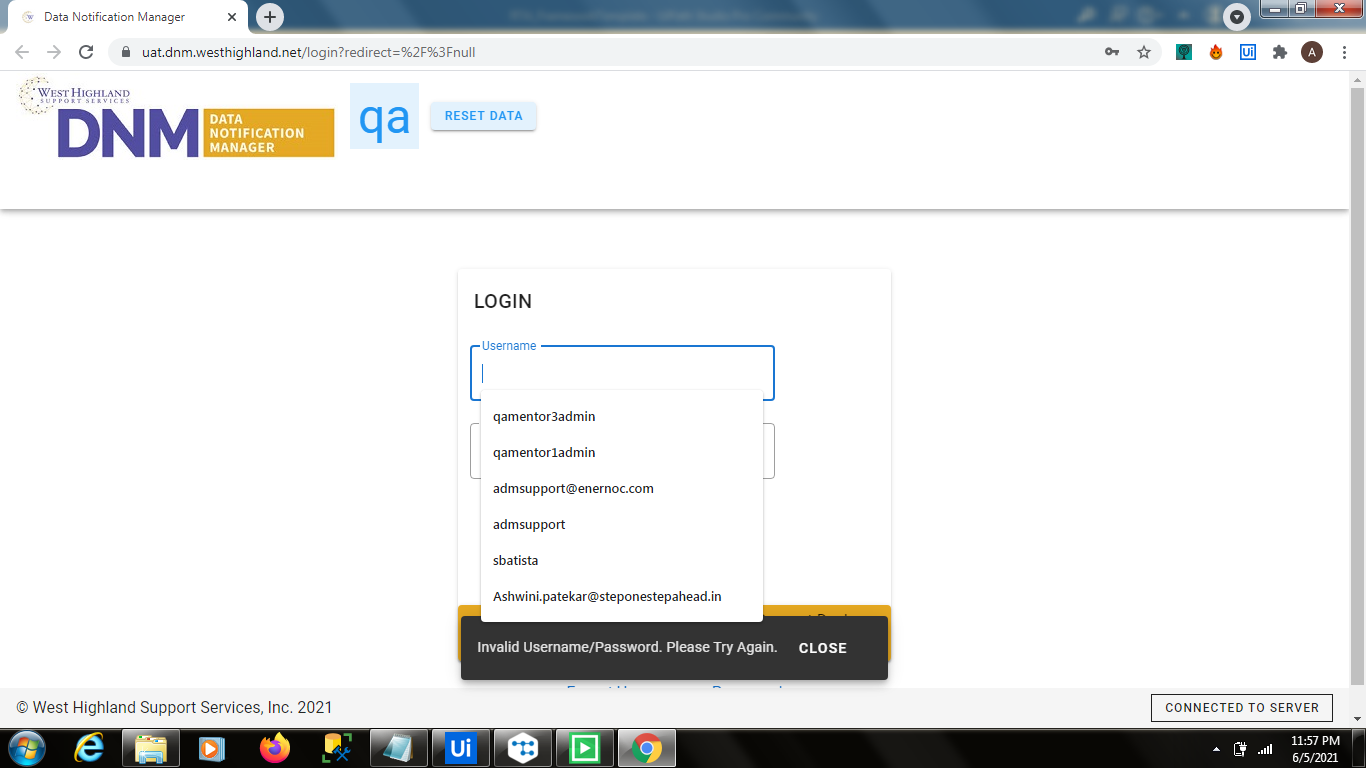 Data Notification Manager
uat.dnm.westhighland.net/login?redirect=%2F%3Fnull
Ui
A
WEST HIGHLAND
SUPPORT SERVICES
DNM
DATA
NOTIFICATION
MANAGER
qa
RESET DATA
LOGIN
Username
qamentor3admin
qamentor1admin
admsupport@enernoc.com
admsupport
sbatista
Ashwini.patekar@steponestepahead.in
Invalid Username/Password. Please Try Again.
CLOSE
© West Highland Support Services, Inc. 2021
CONNECTED TO SERVER
Ui
11:57 PM
6/5/2021